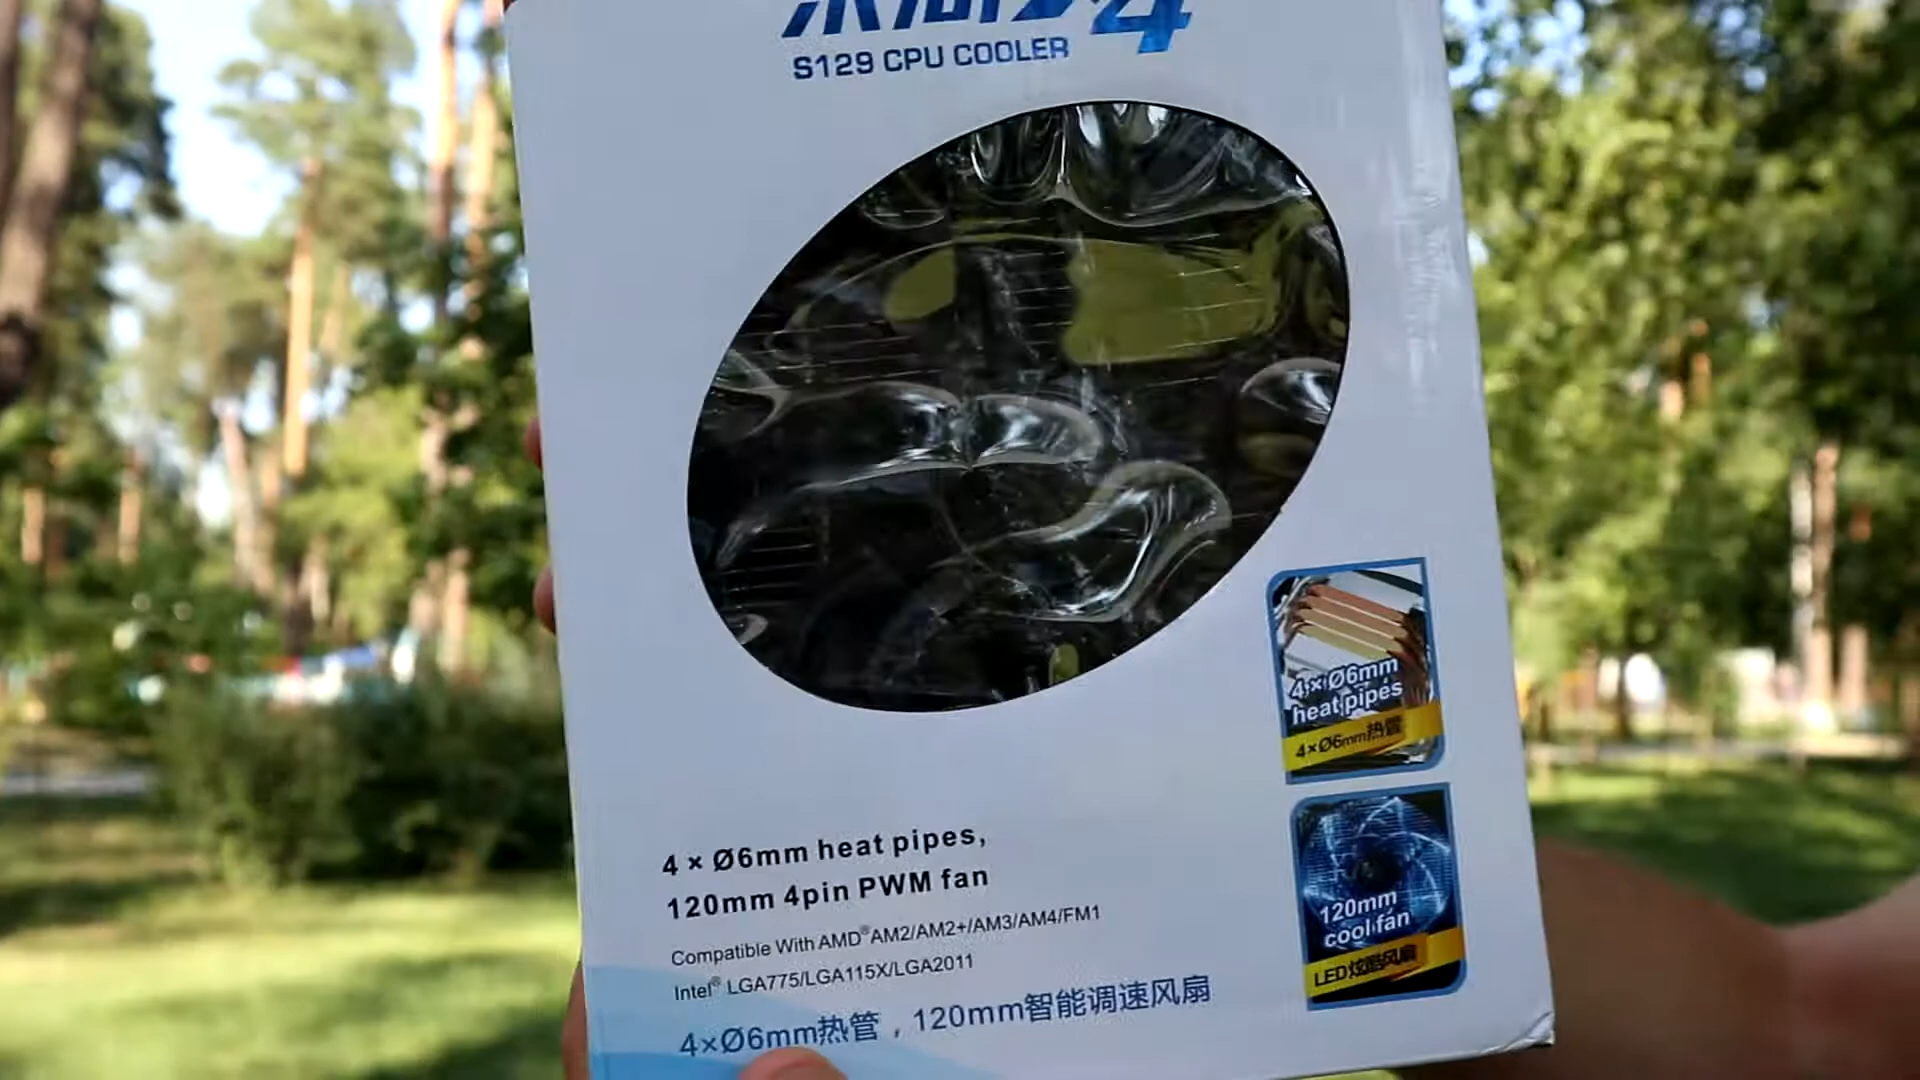 4
S129 CPU COOLER
4×Ø6mm
heat pipes
4×Ø6mm热管
4 × Ø6mm heat pipes,
120mm 4pin PWM fan
Compatible With AMD®AM2/AM2+/AM3/AM4/FM1
Intel® LGA775/LGA115X/LGA2011
4×Ø6mm热管，120mm智能调速风扇
120mm
cool fan
LED炫酷风扇